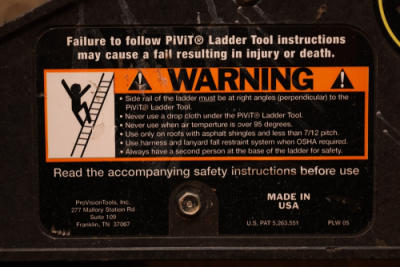 Failure to follow PiViT® Ladder Tool instructions
may cause a fall resulting in injury or death.
WARNING
• Side rail of the ladder must be at right angles (perpendicular) to the
PiViT® Ladder Tool.
• Never use a drop cloth under the PiViT® Ladder Tool.
• Never use when air temperture is over 95 degrees.
• Use only on roofs with asphalt shingles and less than 7/12 pitch.
• Use harness and lanyard fall restraint system when OSHA required.
• Always have a second person at the base of the ladder for safety.
Read the accompanying safety instructions before use
ProVisionTools, Inc.
277 Mallory Station Rd
Suite 109
Franklin, TN 37067
MADE IN
USA
U.S. PAT 5,263,551
PLW 05